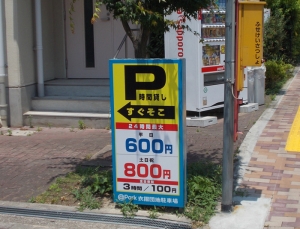 P
時間貸し
すぐそこ
24時間最大
平日
600円
土日祝
800円
3時間/100円
@Park